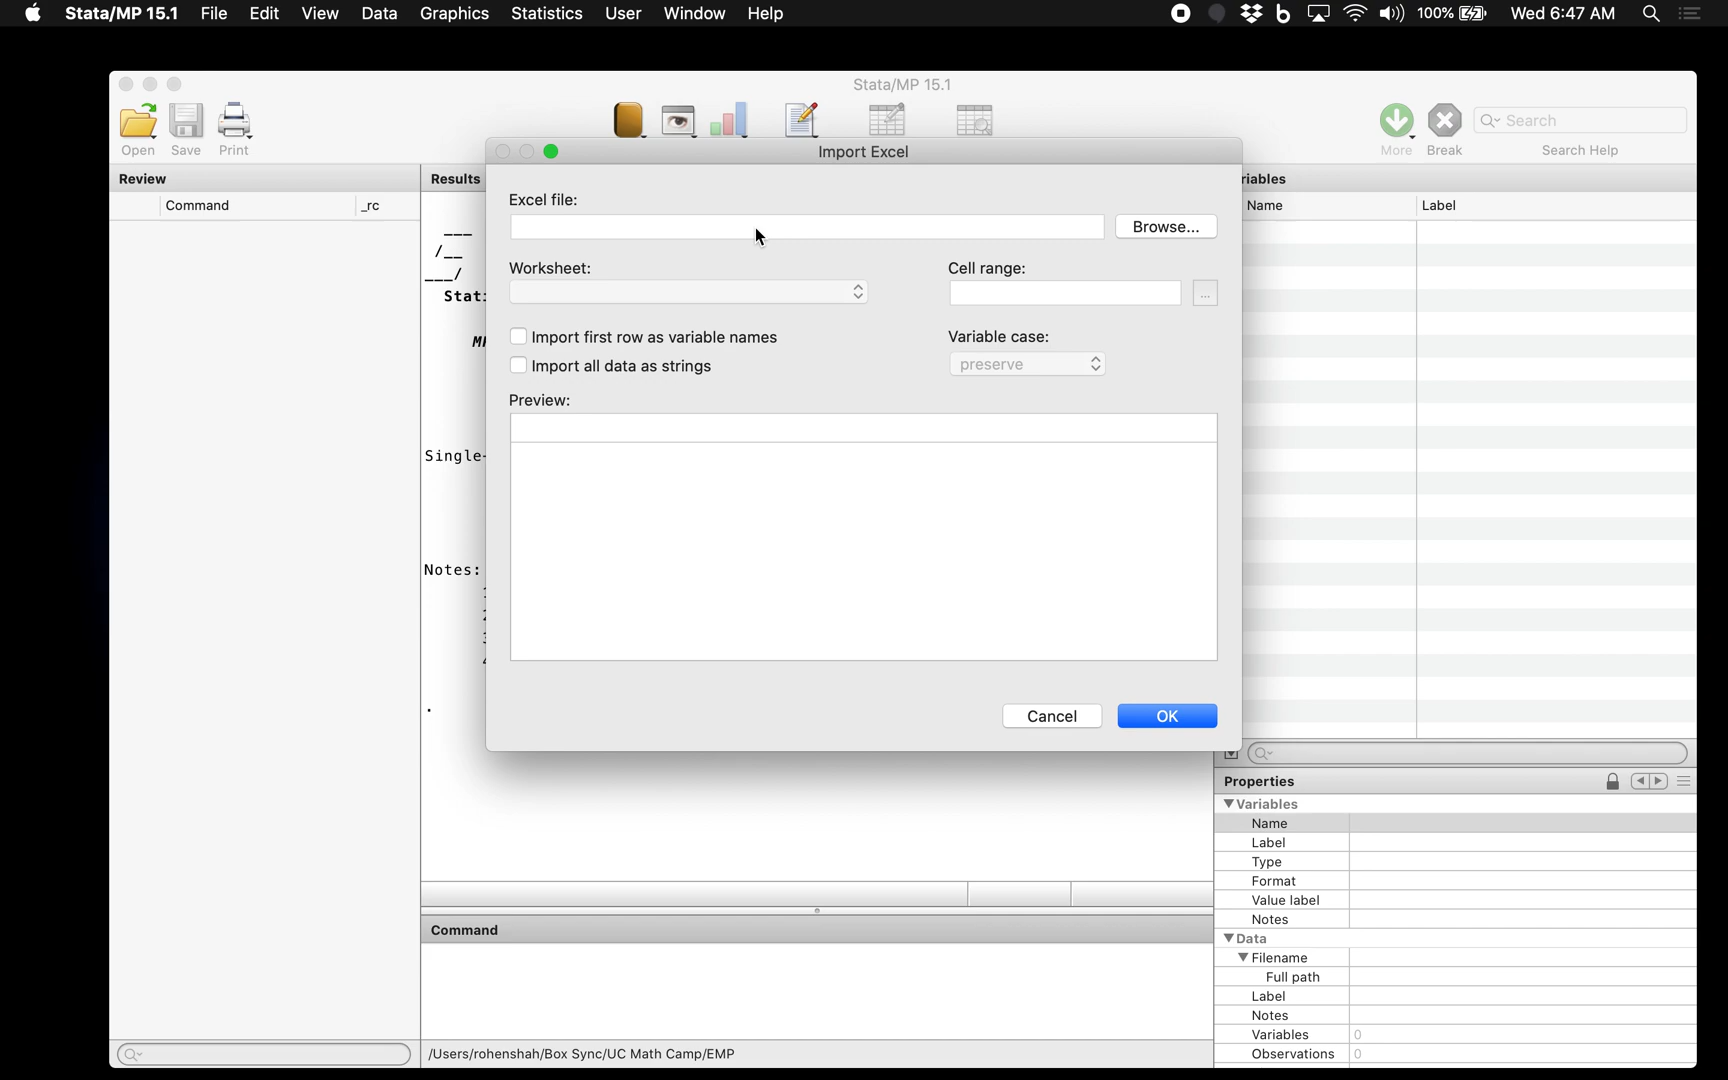 Stata/MP 15.1 File Edit View Data Graphics Statistics User Window Help 100% Wed 6:47 AM
Stata/MP 15.1
Open Save Print More Break Search
Search Help
Import Excel
Review
Command _rc
Results
Stati
Single-
Notes:
Excel file:
Browse...
Worksheet:
Cell range:
...
Import first row as variable names
Variable case:
Import all data as strings
preserve
Preview:
Cancel OK
riables
Name Label
Properties
Variables
Name
Label
Type
Format
Value label
Notes
Data
Filename
Full path
Label
Notes
Variables 0
Observations 0
Command
/Users/rohenshah/Box Sync/UC Math Camp/EMP